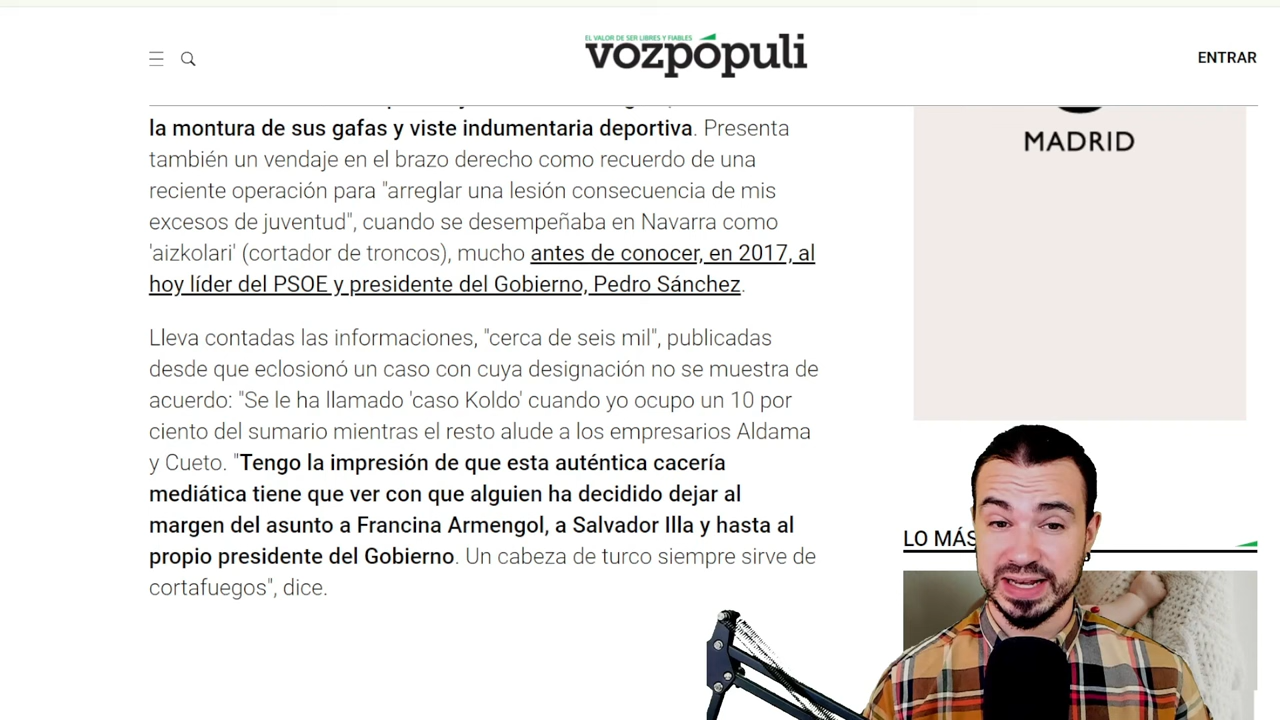 EL VALOR DE SER LIBRES Y FIABLES
vozpópuli
ENTRAR
la montura de sus gafas y viste indumentaria deportiva. Presenta
también un vendaje en el brazo derecho como recuerdo de una
reciente operación para "arreglar una lesión consecuencia de mis
excesos de juventud", cuando se desempeñaba en Navarra como
'aizkolari' (cortador de troncos), mucho antes de conocer, en 2017, al
hoy líder del PSOE y presidente del Gobierno, Pedro Sánchez.
Lleva contadas las informaciones, "cerca de seis mil", publicadas
desde que eclosionó un caso con cuya designación no se muestra de
acuerdo: "Se le ha llamado 'caso Koldo' cuando yo ocupo un 10 por
ciento del sumario mientras el resto alude a los empresarios Aldama
y Cueto. "Tengo la impresión de que esta auténtica cacería
mediática tiene que ver con que alguien ha decidido dejar al
margen del asunto a Francina Armengol, a Salvador Illa y hasta al
propio presidente del Gobierno. Un cabeza de turco siempre sirve de
cortafuegos", dice.
MADRID
LO MÁS